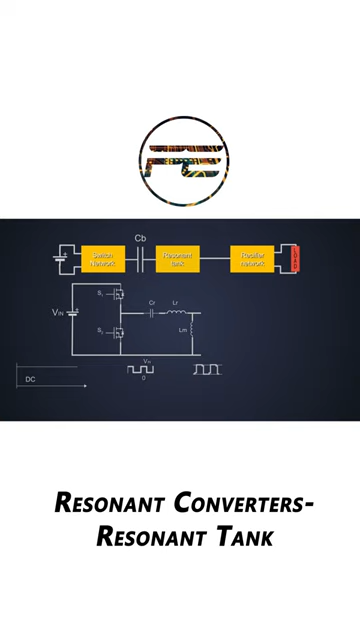 Cb
Switch
Network
Resonant
tank
Rectifier
network
LOAD
S₁
Cr
Lr
VIN
S₂
Lm
Vin
0
DC
RESONANT CONVERTERS-
RESONANT TANK